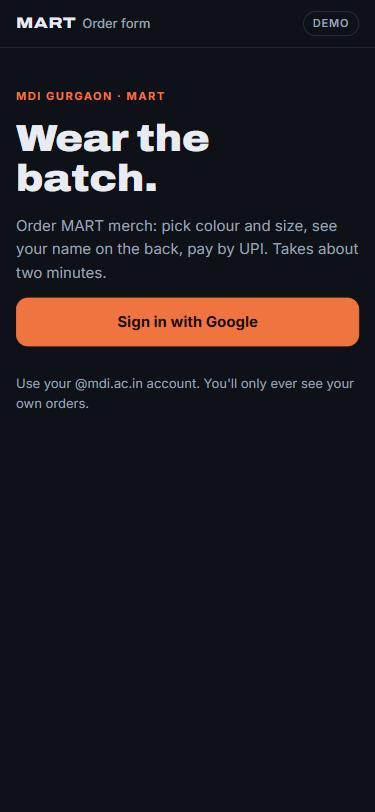 MART Order form
DEMO
MDI GURGAON · MART
Wear the
batch.
Order MART merch: pick colour and size, see
your name on the back, pay by UPI. Takes about
two minutes.
Sign in with Google
Use your @mdi.ac.in account. You'll only ever see your
own orders.